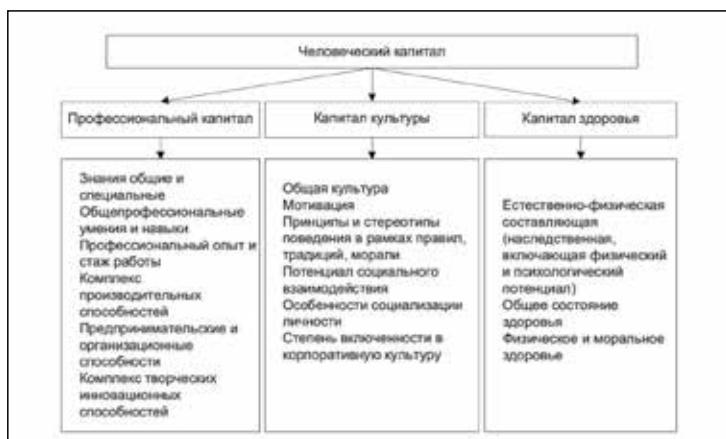 Человеческий капитал
Профессиональный капитал
Капитал культуры
Капитал здоровья
Знания общие и
специальные
Общепрофессиональные
умения и навыки
Профессиональный опыт и
стаж работы
Комплекс
производительных
способностей
Предпринимательские и
организационные
способности
Комплекс творческих
инновационных
способностей
Общая культура
Мотивация
Принципы и стереотипы
поведения в рамках правил,
традиций, морали
Потенциал социального
взаимодействия
Особенности социализации
личности
Степень включенности в
корпоративную культуру
Естественно-физическая
составляющая
(наследственная,
включающая физический
и психологический
потенциал)
Общее состояние
здоровья
Физическое и моральное
здоровье